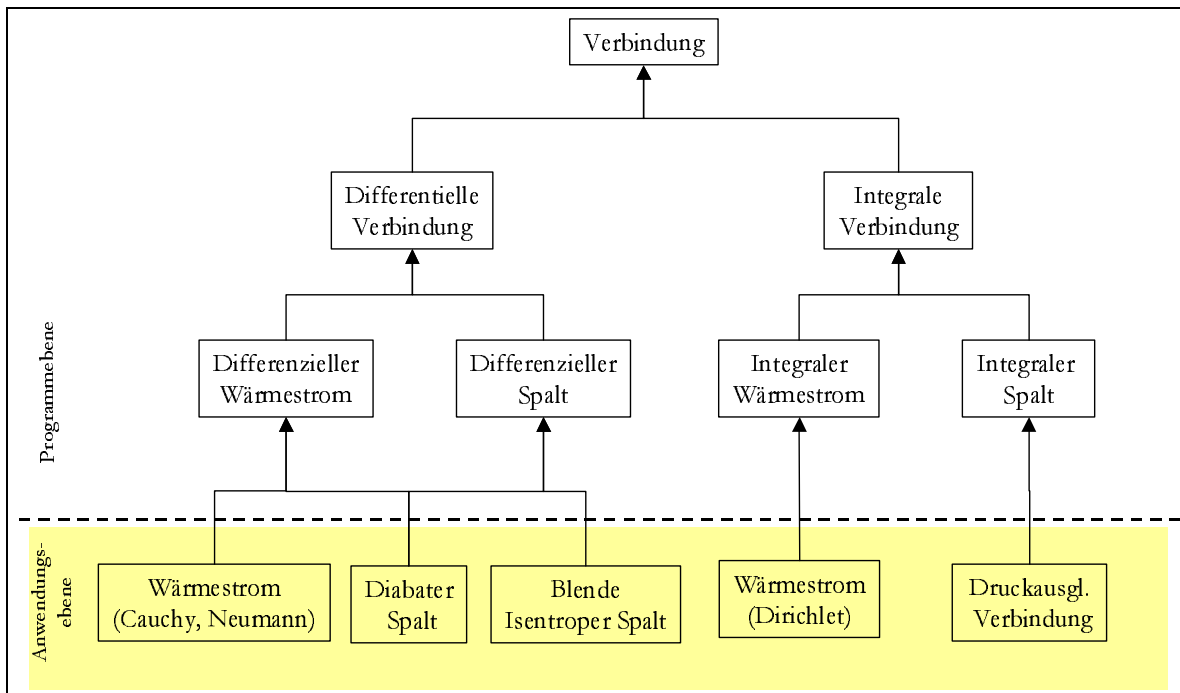 Verbindung
Differentielle
Verbindung
Integrale
Verbindung
Programmebene
Differenzieller
Wärmestrom
Differenzieller
Spalt
Integraler
Wärmestrom
Integraler
Spalt
Anwendungs-
ebene
Wärmestrom
(Cauchy, Neumann)
Diabater
Spalt
Blende
Isentroper Spalt
Wärmestrom
(Dirichlet)
Druckausgl.
Verbindung